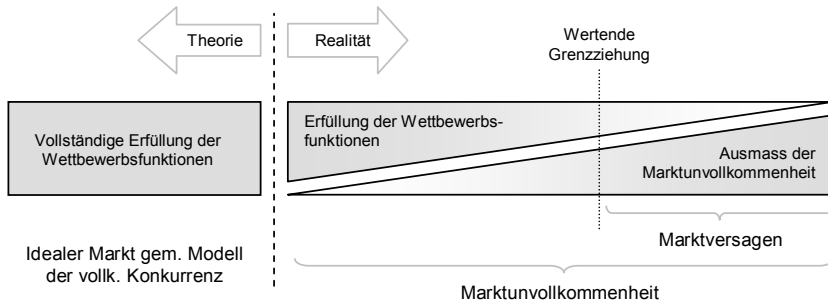 Theorie
Realität
Wertende
Grenzziehung
Vollständige Erfüllung der
Wettbewerbsfunktionen
Erfüllung der Wettbewerbs-
funktionen
Ausmass der
Marktunvollkommenheit
Marktversagen
Idealer Markt gem. Modell
der vollk. Konkurrenz
Marktunvollkommenheit